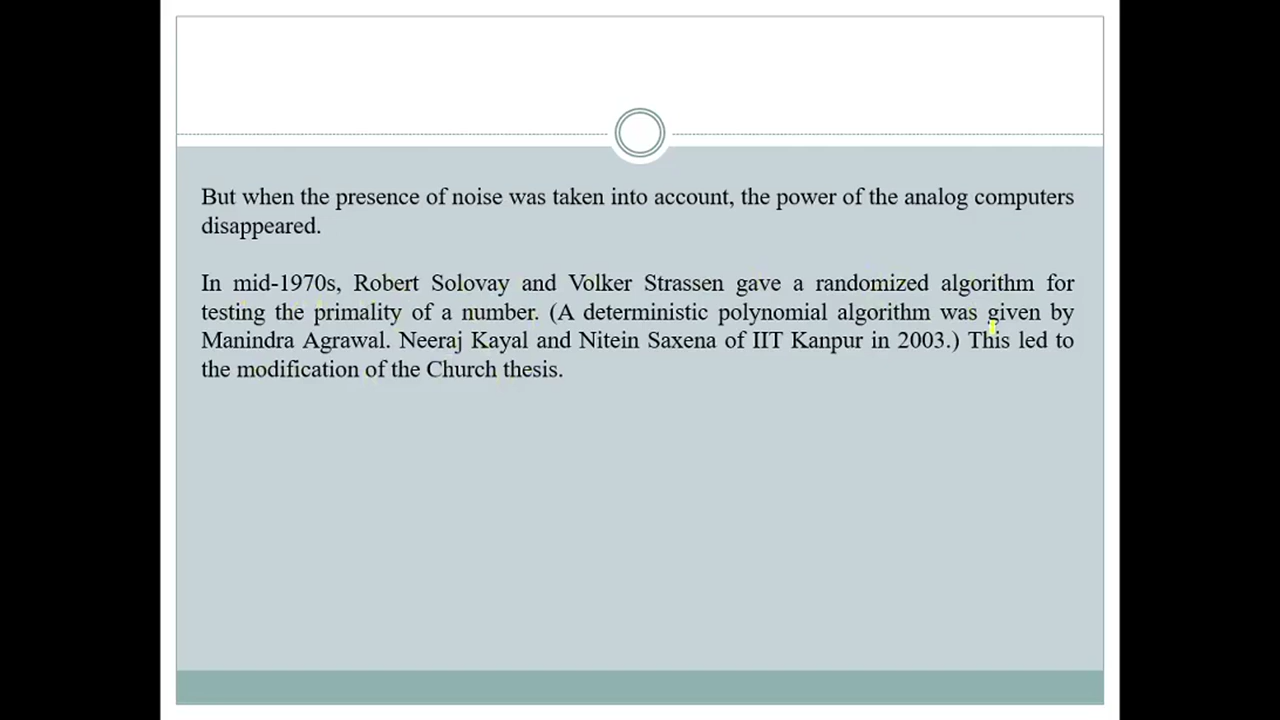 But when the presence of noise was taken into account, the power of the analog computers
disappeared.
In mid-1970s, Robert Solovay and Volker Strassen gave a randomized algorithm for
testing the primality of a number. (A deterministic polynomial algorithm was given by
Manindra Agrawal. Neeraj Kayal and Nitein Saxena of IIT Kanpur in 2003.) This led to
the modification of the Church thesis.